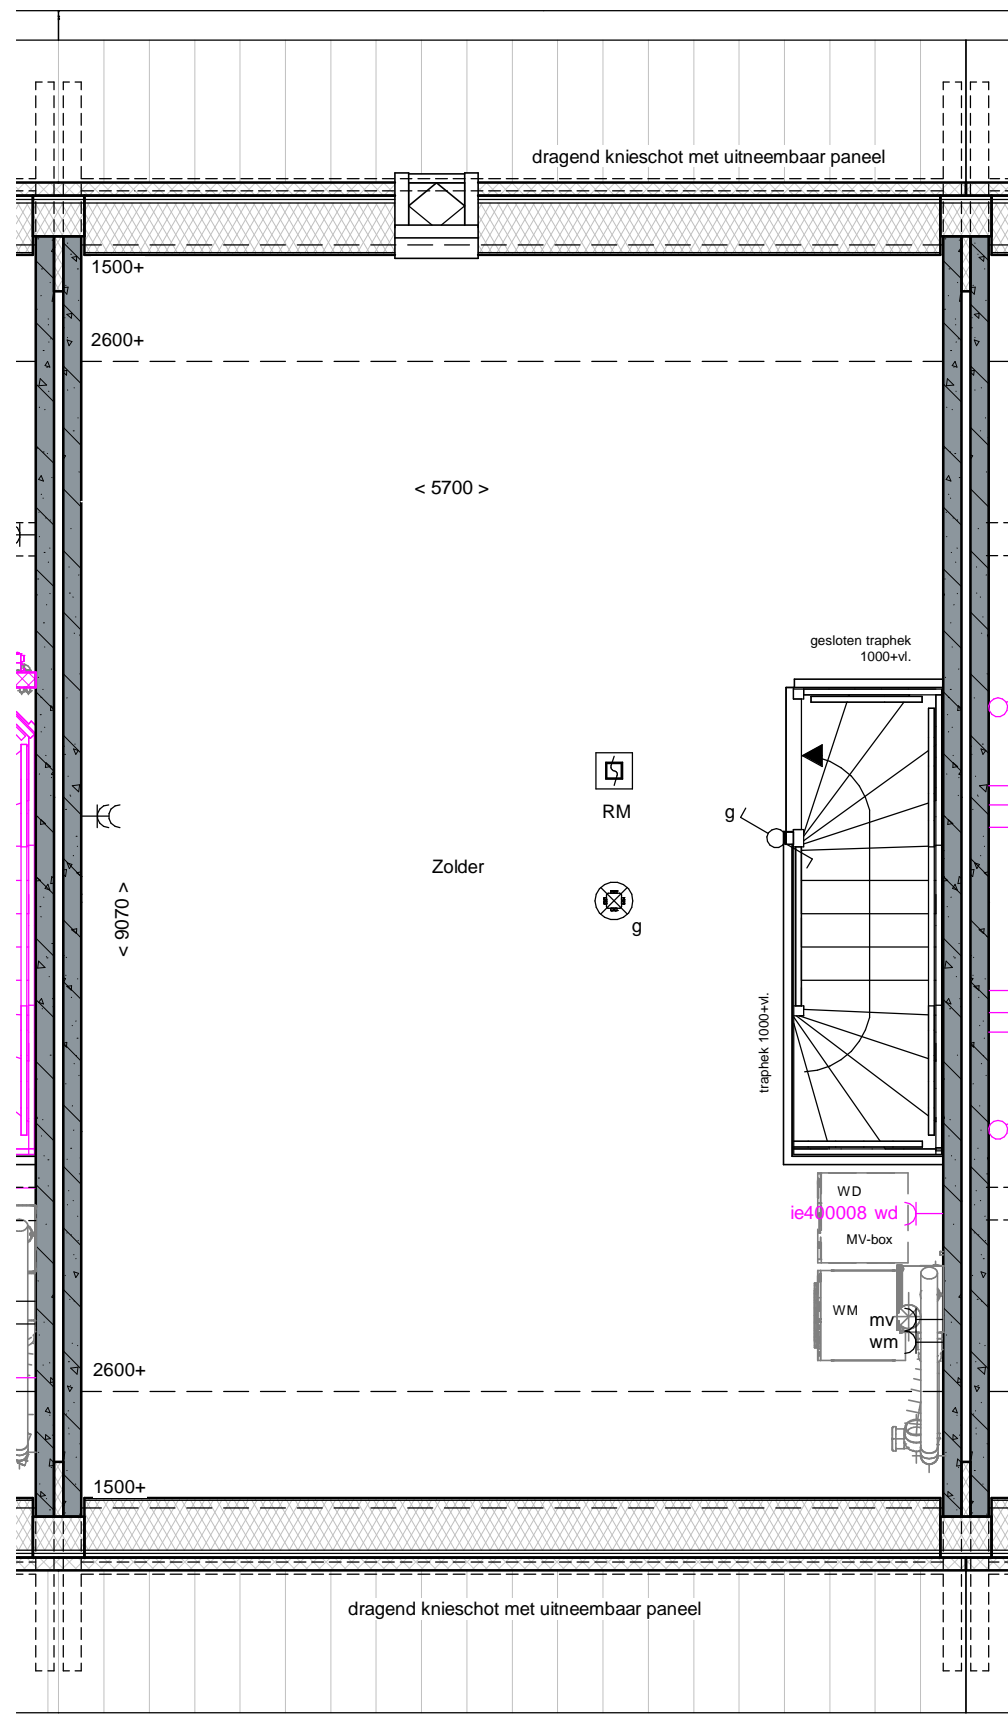 dragend knieschot met uitneembaar paneel
1500+
2600+
< 5700 >
gesloten traphek
1000+vl.
RM
g
Zolder
< 9070 >
g
traphek 1000+vl.
WD
ie400008 wd
MV-box
WM
mv
wm
2600+
1500+
dragend knieschot met uitneembaar paneel